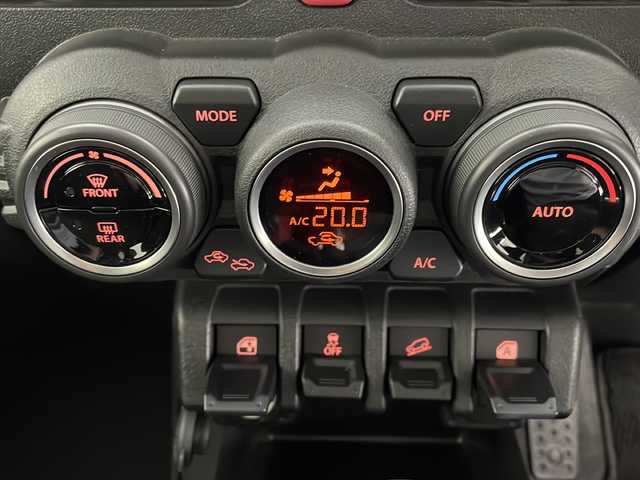 MODE
OFF
FRONT
REAR
A/C 20.0
AUTO
A/C
OFF
A